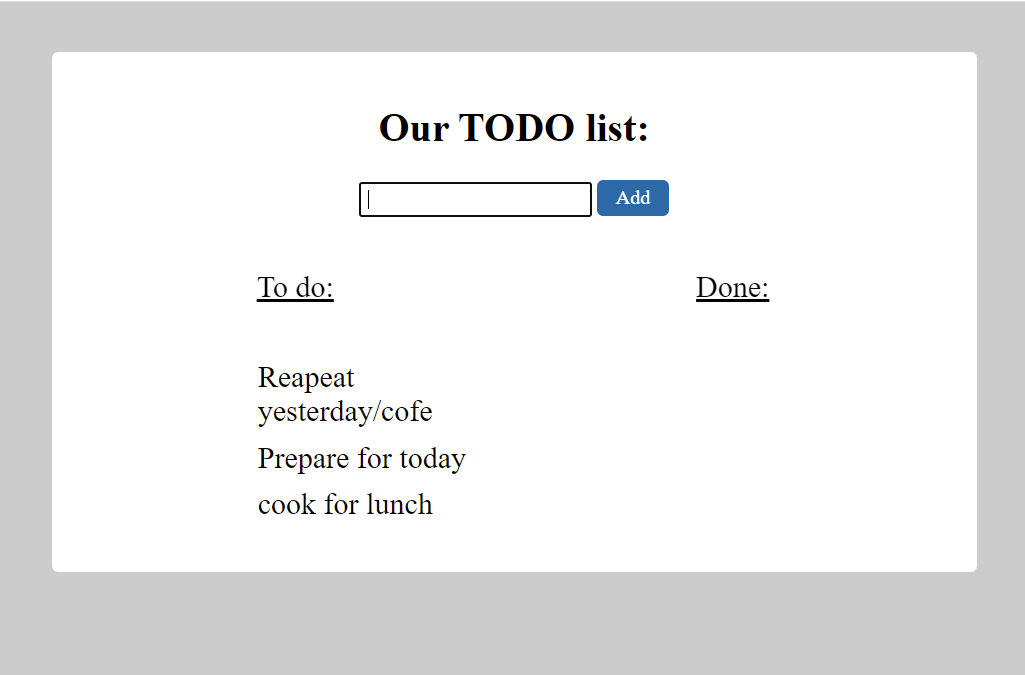 Our TODO list:
Add
To do:
Done:
Reapeat
yesterday/cofe
Prepare for today
cook for lunch